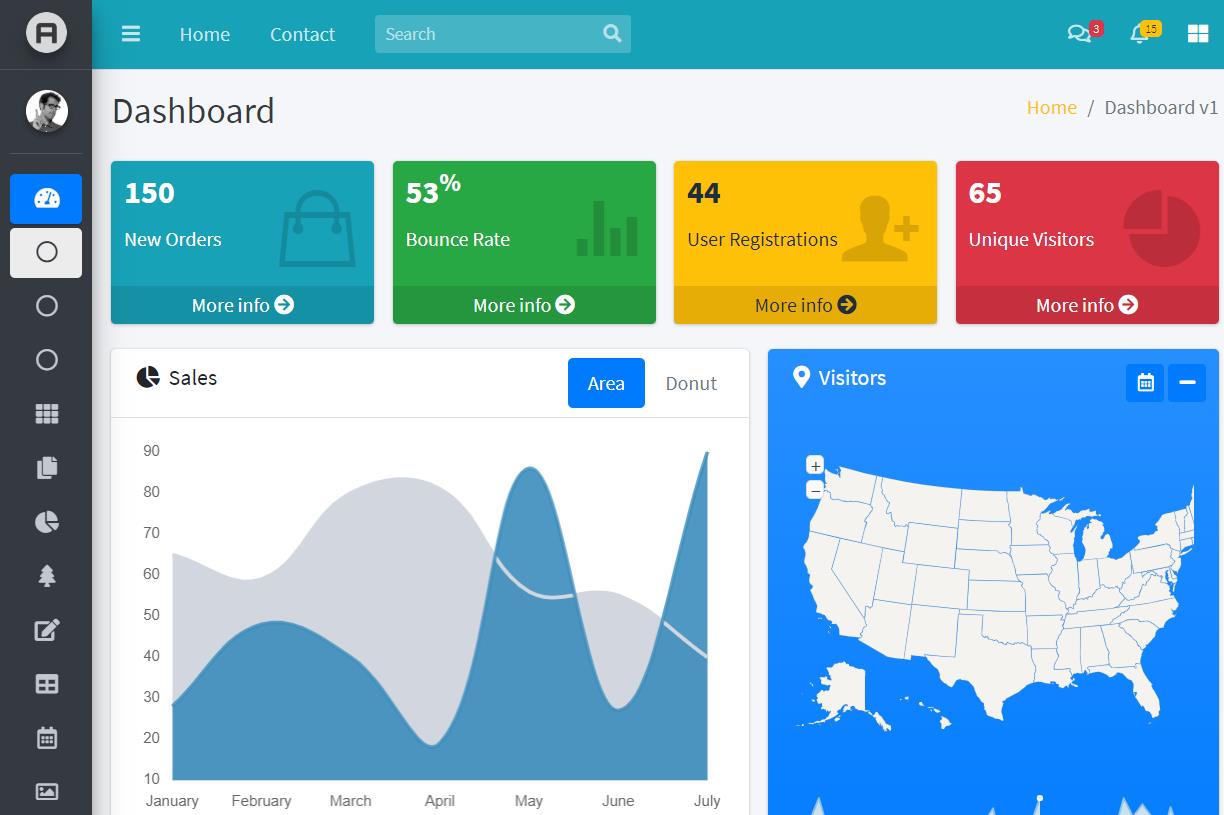 A
Home Contact Search 3 15
Dashboard
Home / Dashboard v1
150
New Orders
More info
53%
Bounce Rate
More info
44
User Registrations
More info
65
Unique Visitors
More info
Sales
Area Donut
90
80
70
60
50
40
30
20
10
January February March April May June July
Visitors
+
−